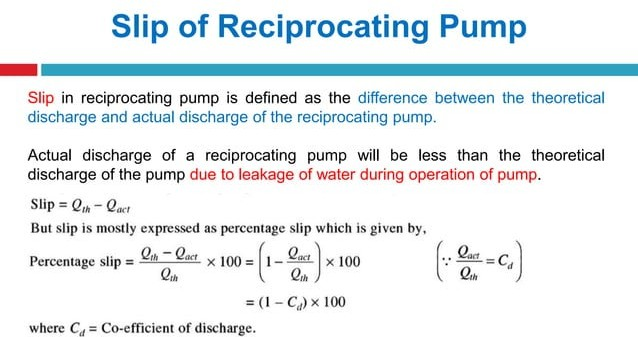 Slip of Reciprocating Pump
Slip in reciprocating pump is defined as the difference between the theoretical
discharge and actual discharge of the reciprocating pump.
Actual discharge of a reciprocating pump will be less than the theoretical
discharge of the pump due to leakage of water during operation of pump.
Slip = Q_th − Q_act
But slip is mostly expressed as percentage slip which is given by,
Percentage slip = (Q_th − Q_act)/Q_th × 100 = (1 − Q_act/Q_th) × 100 (∵ Q_act/Q_th = C_d)
= (1 − C_d) × 100
where C_d = Co-efficient of discharge.